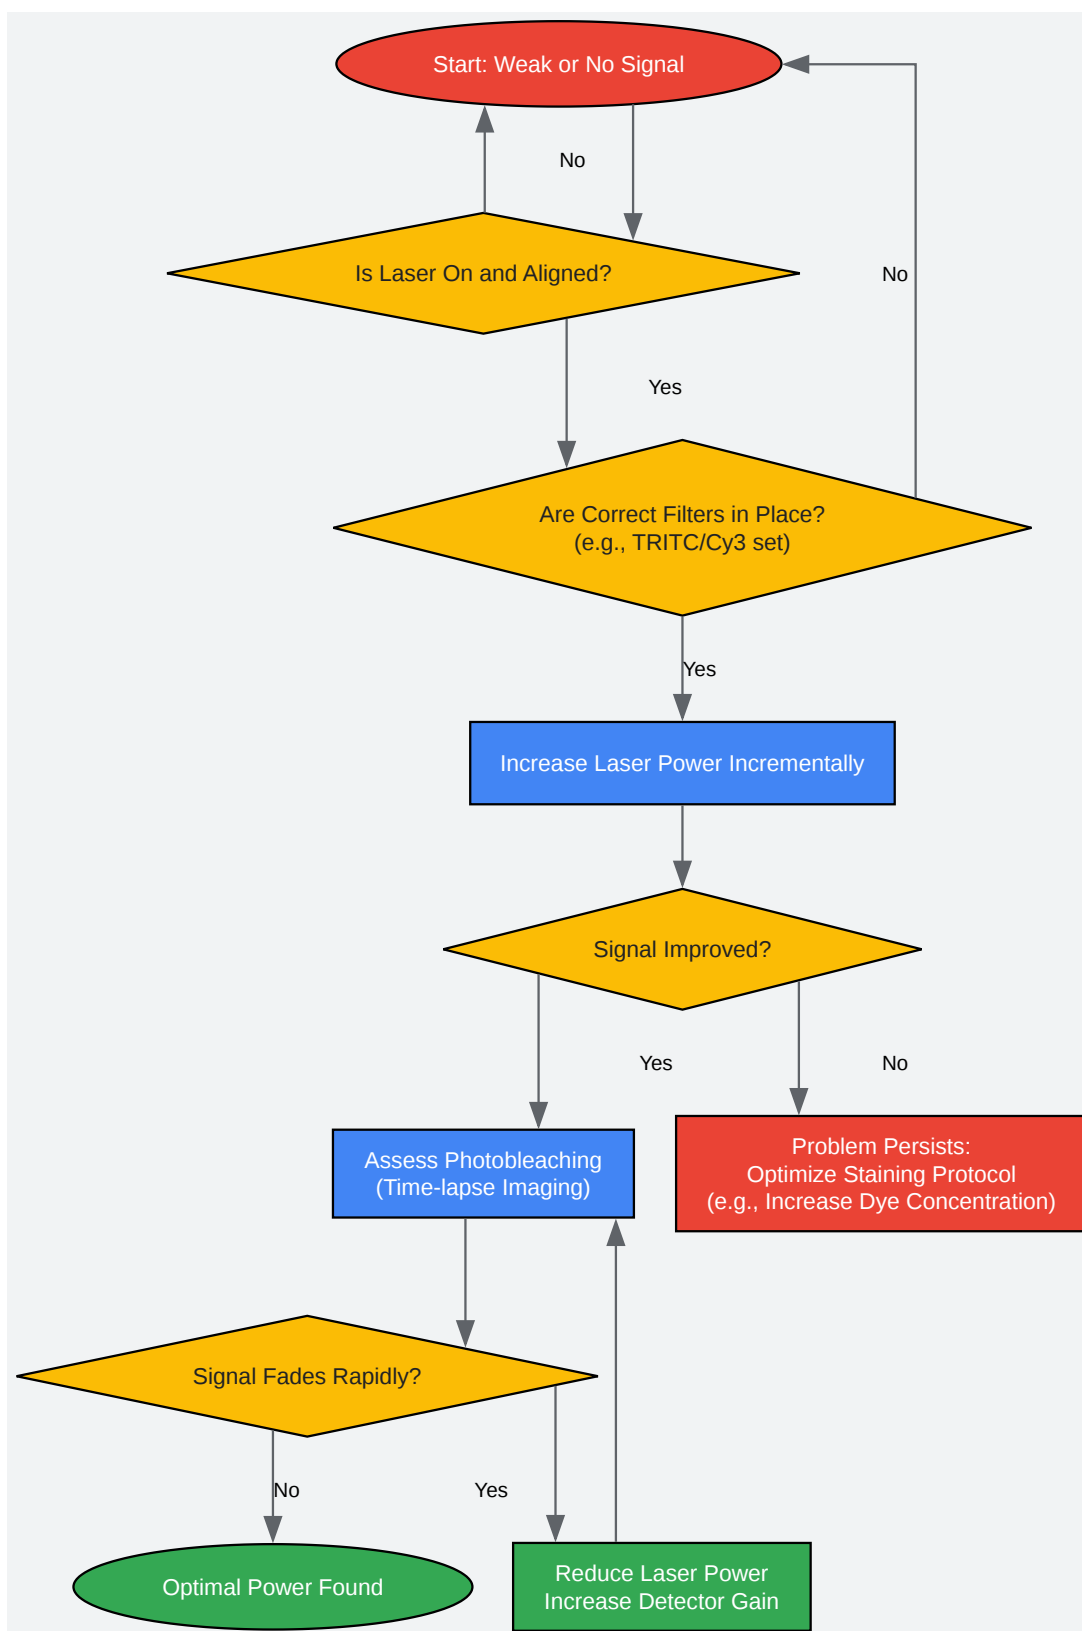 Start: Weak or No Signal
No
Is Laser On and Aligned?
No
Yes
Are Correct Filters in Place?
(e.g., TRITC/Cy3 set)
Yes
Increase Laser Power Incrementally
Signal Improved?
Yes
No
Problem Persists:
Optimize Staining Protocol
(e.g., Increase Dye Concentration)
Assess Photobleaching
(Time-lapse Imaging)
Signal Fades Rapidly?
No
Yes
Optimal Power Found
Reduce Laser Power
Increase Detector Gain